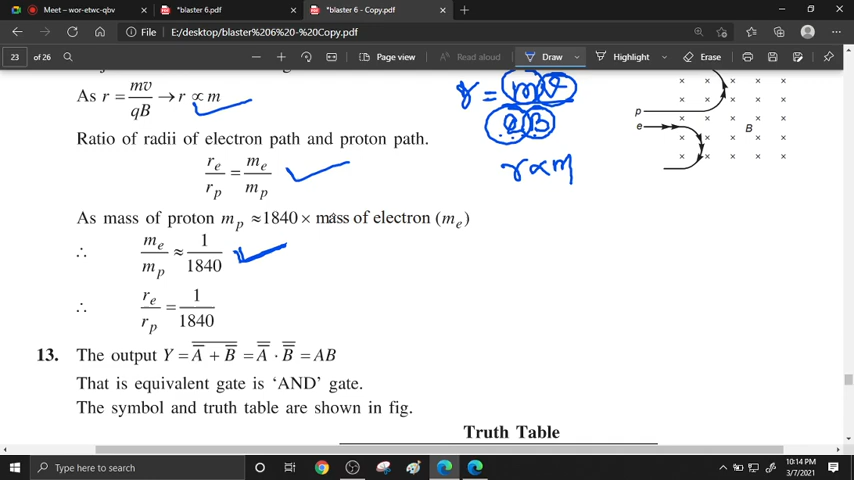 Meet – wor-etwc-qbv
*blaster 6.pdf
*blaster 6 - Copy.pdf
File | E:/desktop/blaster%206%20-%20Copy.pdf
23 of 26
Page view
Read aloud
Draw
Highlight
Erase
As r = mv/qB → r ∝ m
r = mv/qB
Ratio of radii of electron path and proton path.
r_e/r_p = m_e/m_p
r ∝ m
p
e
B
As mass of proton m_p ≈ 1840 × mass of electron (m_e)
∴ m_e/m_p ≈ 1/1840
∴ r_e/r_p = 1/1840
13. The output Y = \overline{\overline{A} + \overline{B}} = \overline{\overline{A}} · \overline{\overline{B}} = AB
That is equivalent gate is ‘AND’ gate.
The symbol and truth table are shown in fig.
Truth Table
Type here to search
10:14 PM
3/7/2021